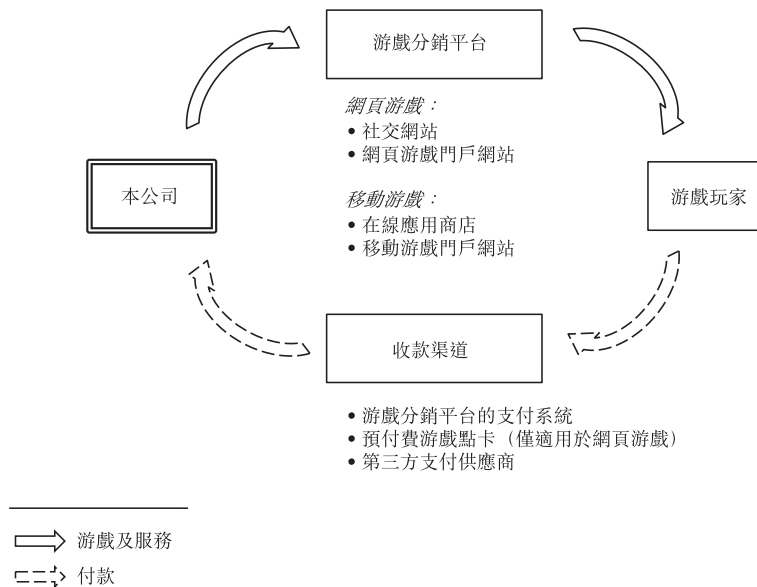 游戲分銷平台
網頁游戲：
• 社交網站
• 網頁游戲門戶網站
本公司
游戲玩家
移動游戲：
• 在線應用商店
• 移動游戲門戶網站
收款渠道
• 游戲分銷平台的支付系統
• 預付費游戲點卡（僅適用於網頁游戲）
• 第三方支付供應商
游戲及服務
付款